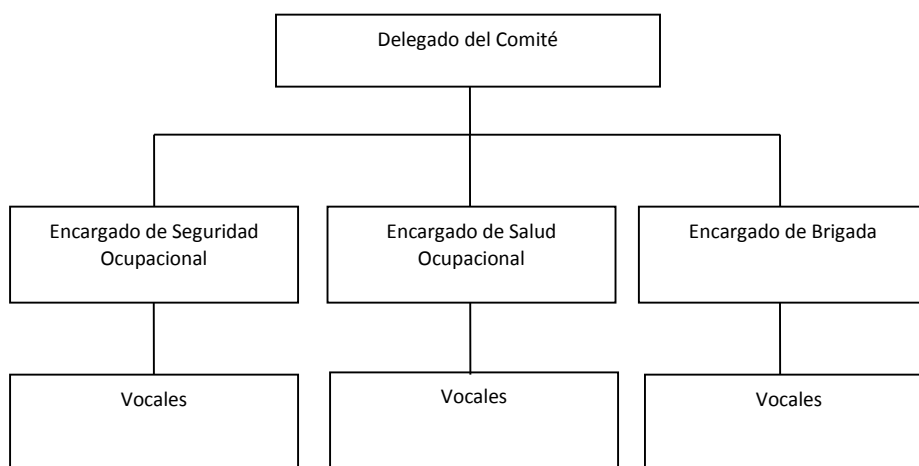 Delegado del Comité
Encargado de Seguridad
Ocupacional
Encargado de Salud
Ocupacional
Encargado de Brigada
Vocales
Vocales
Vocales